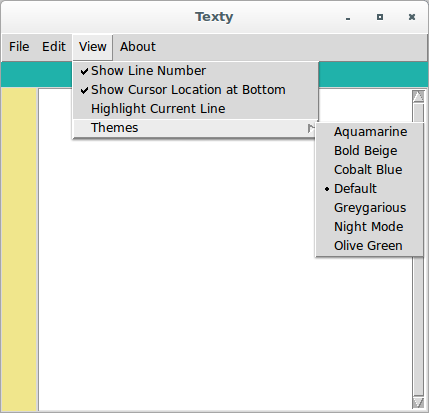 Texty
File Edit View About
Show Line Number
Show Cursor Location at Bottom
Highlight Current Line
Themes
Aquamarine
Bold Beige
Cobalt Blue
Default
Greygarious
Night Mode
Olive Green